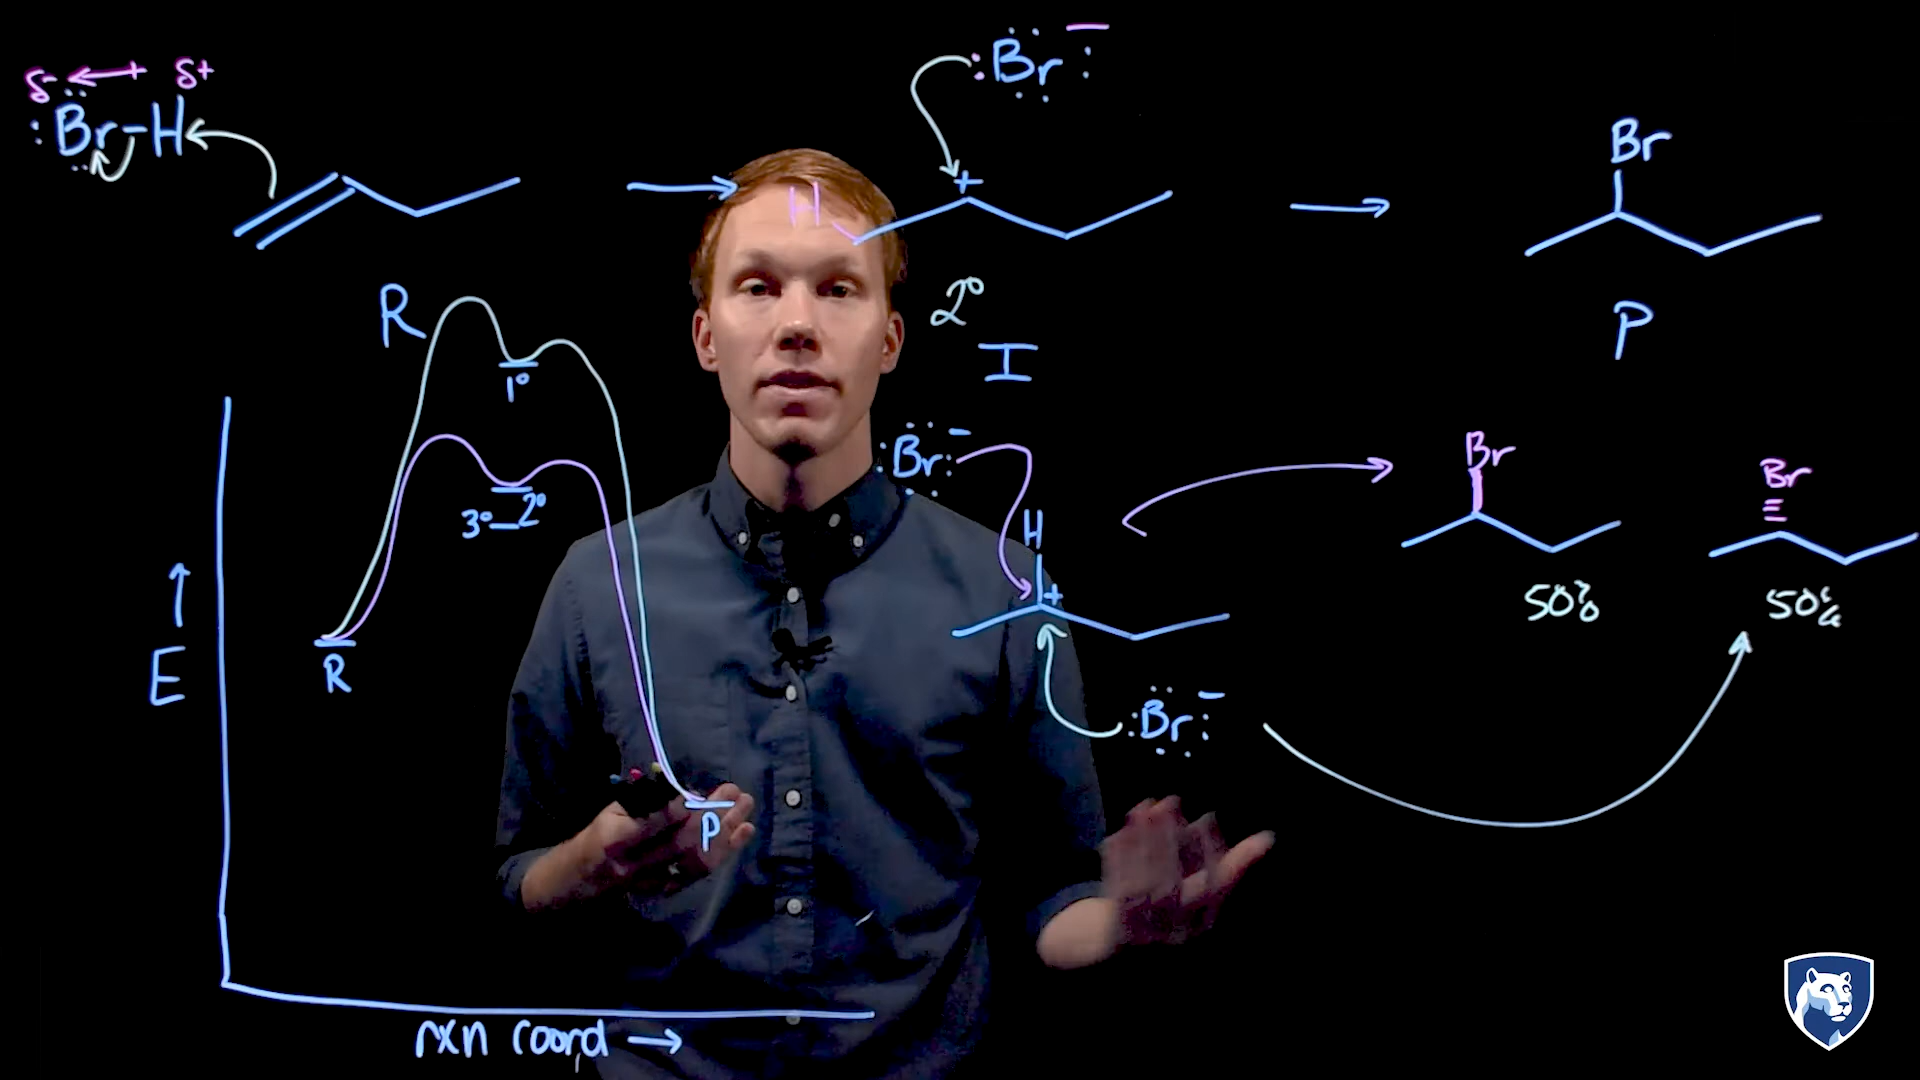 δ- δ+
:Br-H
H
+
:Br: −
Br
R
2°
I
P
1°
3° 2°
E
R
P
rxn coord →
:Br: −
H
+
:Br: −
Br
Br
50%
50%